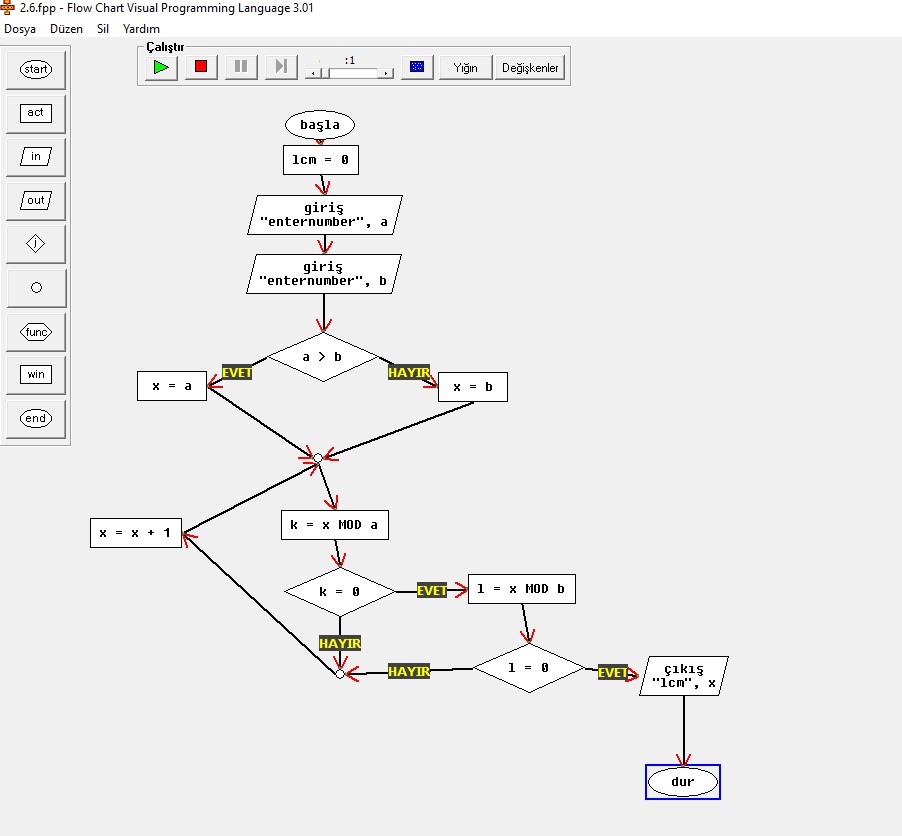 2.6.fpp - Flow Chart Visual Programming Language 3.01
Dosya Düzen Sil Yardım
Çalıştır
:1
Yığın Değişkenler
start
act
in
out
j
func
win
end
başla
lcm = 0
giriş
"enternumber", a
giriş
"enternumber", b
a > b
EVET
HAYIR
x = a
x = b
x = x + 1
k = x MOD a
k = 0
EVET
l = x MOD b
HAYIR
l = 0
HAYIR
EVET
çıkış
"lcm", x
dur